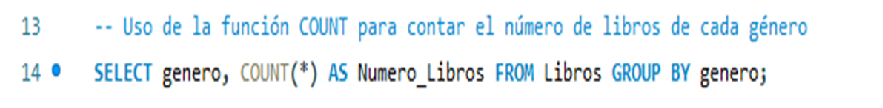 13 -- Uso de la función COUNT para contar el número de libros de cada género
14 SELECT genero, COUNT(*) AS Numero_Libros FROM Libros GROUP BY genero;